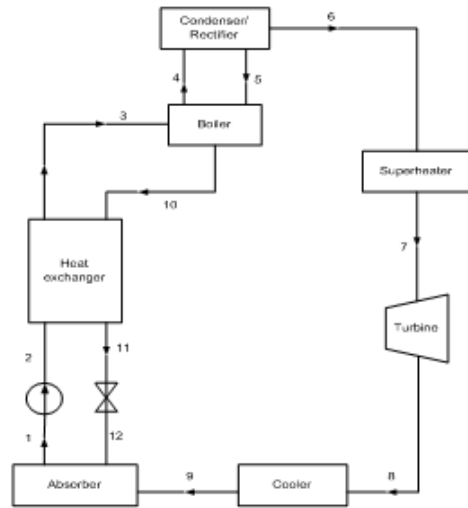 Condenser/
Rectifier
6
4
5
3
Boiler
Superheater
10
7
Heat
exchanger
Turbine
2
11
1
12
9
8
Absorber
Cooler